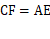 CF = AE